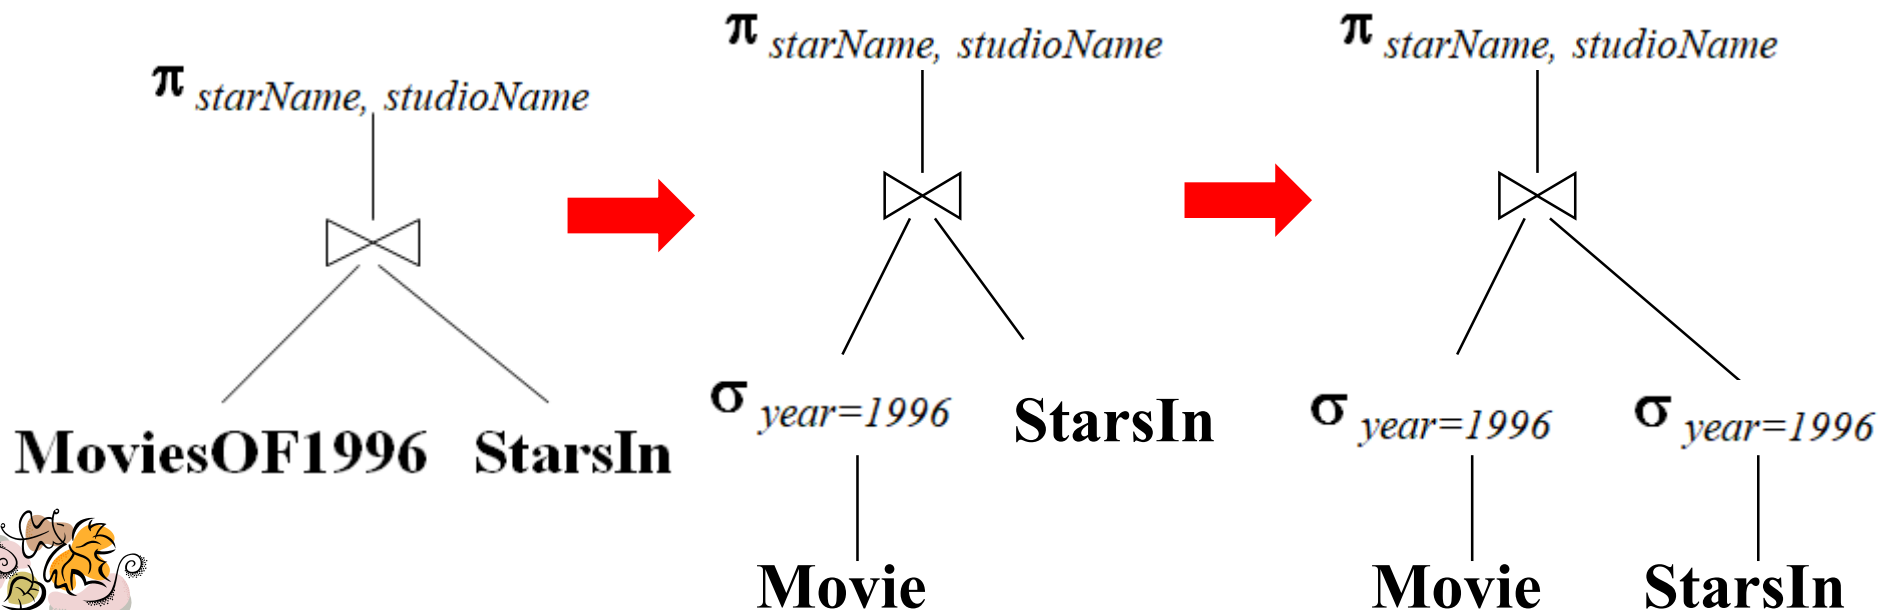 π starName, studioName
MoviesOF1996 StarsIn
π starName, studioName
σ year=1996 StarsIn
Movie
π starName, studioName
σ year=1996 σ year=1996
Movie StarsIn